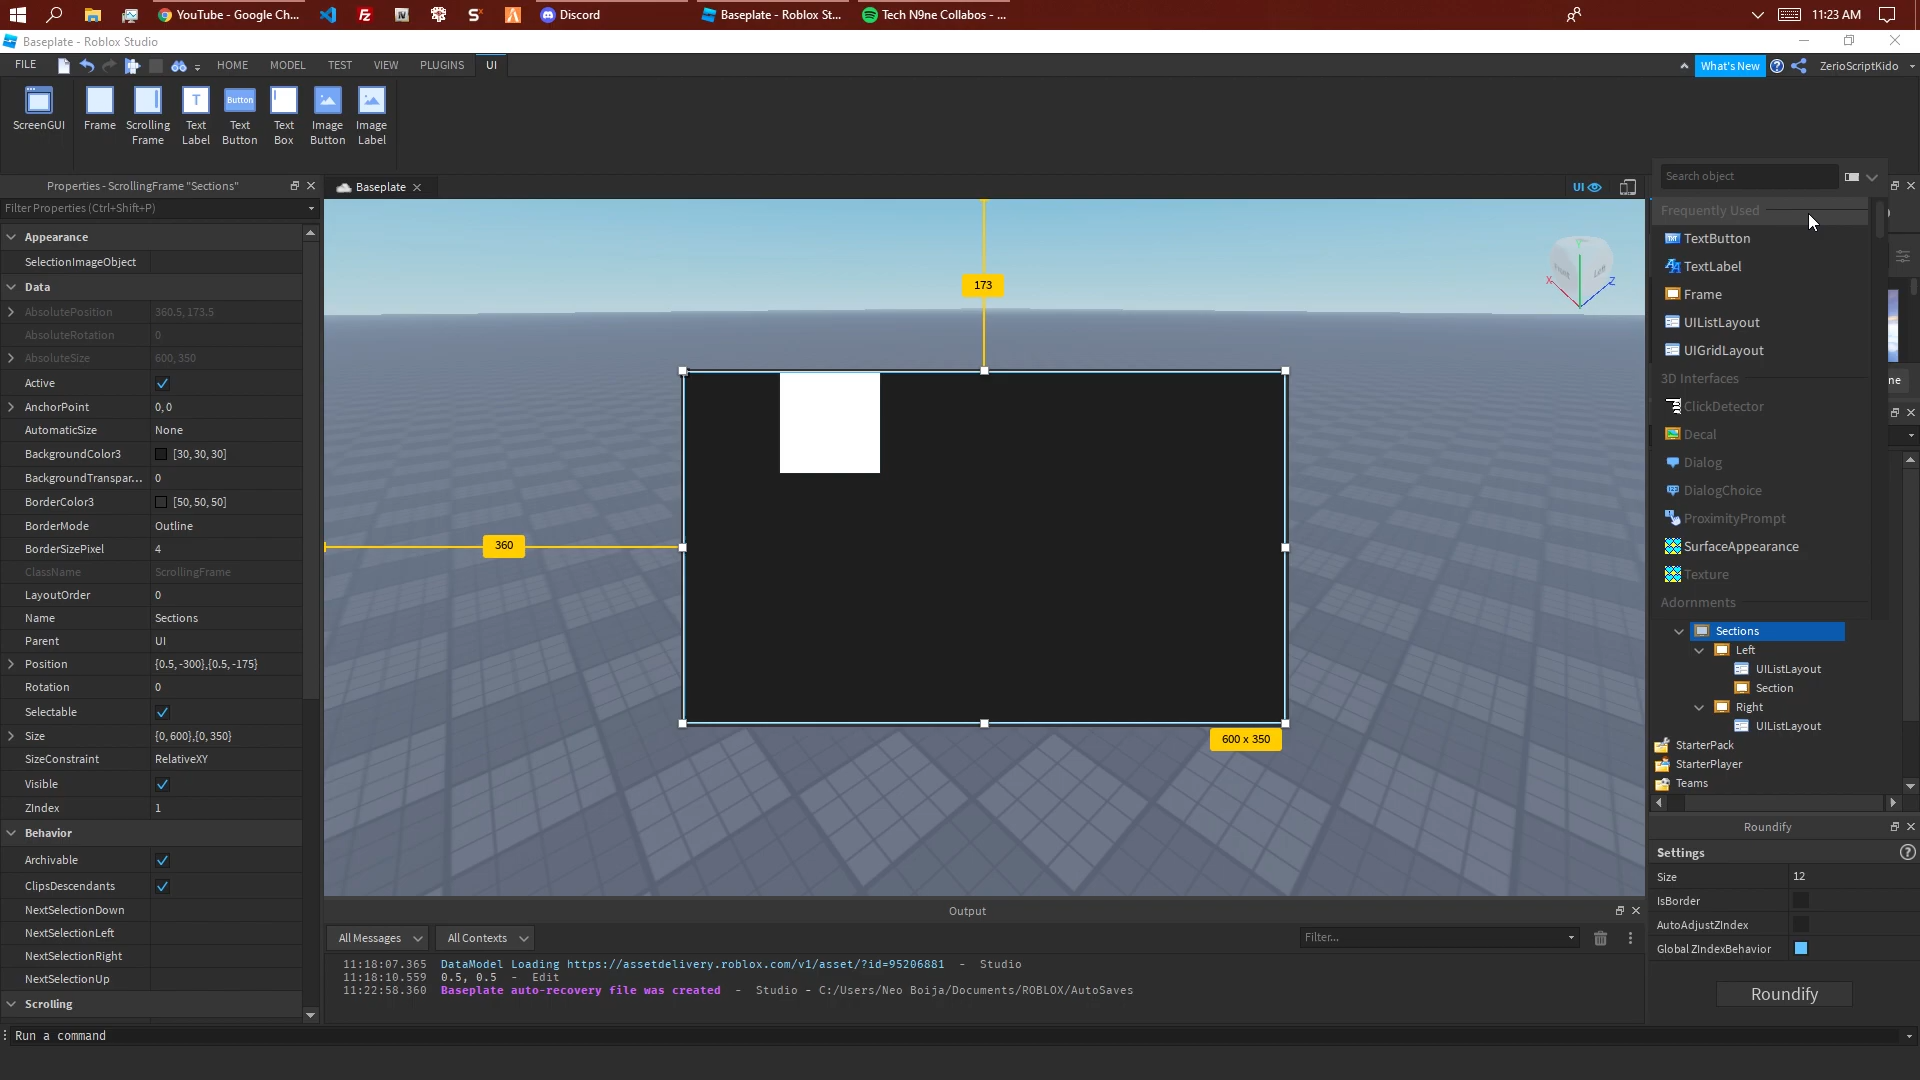 YouTube - Google Ch...
Discord
Baseplate - Roblox St...
Tech N9ne Collabos - ...
11:23 AM
Baseplate - Roblox Studio
FILE
HOME
MODEL
TEST
VIEW
PLUGINS
UI
What's New
ZerioScriptKido
ScreenGUI
Frame
Scrolling Frame
Text Label
Button
Text Button
Text Box
Image Button
Image Label
Properties - ScrollingFrame "Sections"
Filter Properties (Ctrl+Shift+P)
Appearance
SelectionImageObject
Data
AbsolutePosition 360.5, 173.5
AbsoluteRotation 0
AbsoluteSize 600, 350
Active
AnchorPoint 0, 0
AutomaticSize None
BackgroundColor3 [30, 30, 30]
BackgroundTranspar... 0
BorderColor3 [50, 50, 50]
BorderMode Outline
BorderSizePixel 4
ClassName ScrollingFrame
LayoutOrder 0
Name Sections
Parent UI
Position {0.5, -300},{0.5, -175}
Rotation 0
Selectable
Size {0, 600},{0, 350}
SizeConstraint RelativeXY
Visible
ZIndex 1
Behavior
Archivable
ClipsDescendants
NextSelectionDown
NextSelectionLeft
NextSelectionRight
NextSelectionUp
Scrolling
Baseplate
UI
173
360
600 x 350
X
Z
Search object
Frequently Used
TextButton
TextLabel
Frame
UIListLayout
UIGridLayout
3D Interfaces
ClickDetector
Decal
Dialog
DialogChoice
ProximityPrompt
SurfaceAppearance
Texture
Adornments
ne
Sections
Left
UIListLayout
Section
Right
UIListLayout
StarterPack
StarterPlayer
Teams
Roundify
Settings
Size 12
IsBorder
AutoAdjustZIndex
Global ZIndexBehavior
Roundify
Output
All Messages
All Contexts
Filter...
11:18:07.365 DataModel Loading https://assetdelivery.roblox.com/v1/asset/?id=95206881 - Studio
11:18:10.559 0.5, 0.5 - Edit
11:22:58.360 Baseplate auto-recovery file was created - Studio - C:/Users/Neo Boija/Documents/ROBLOX/AutoSaves
Run a command